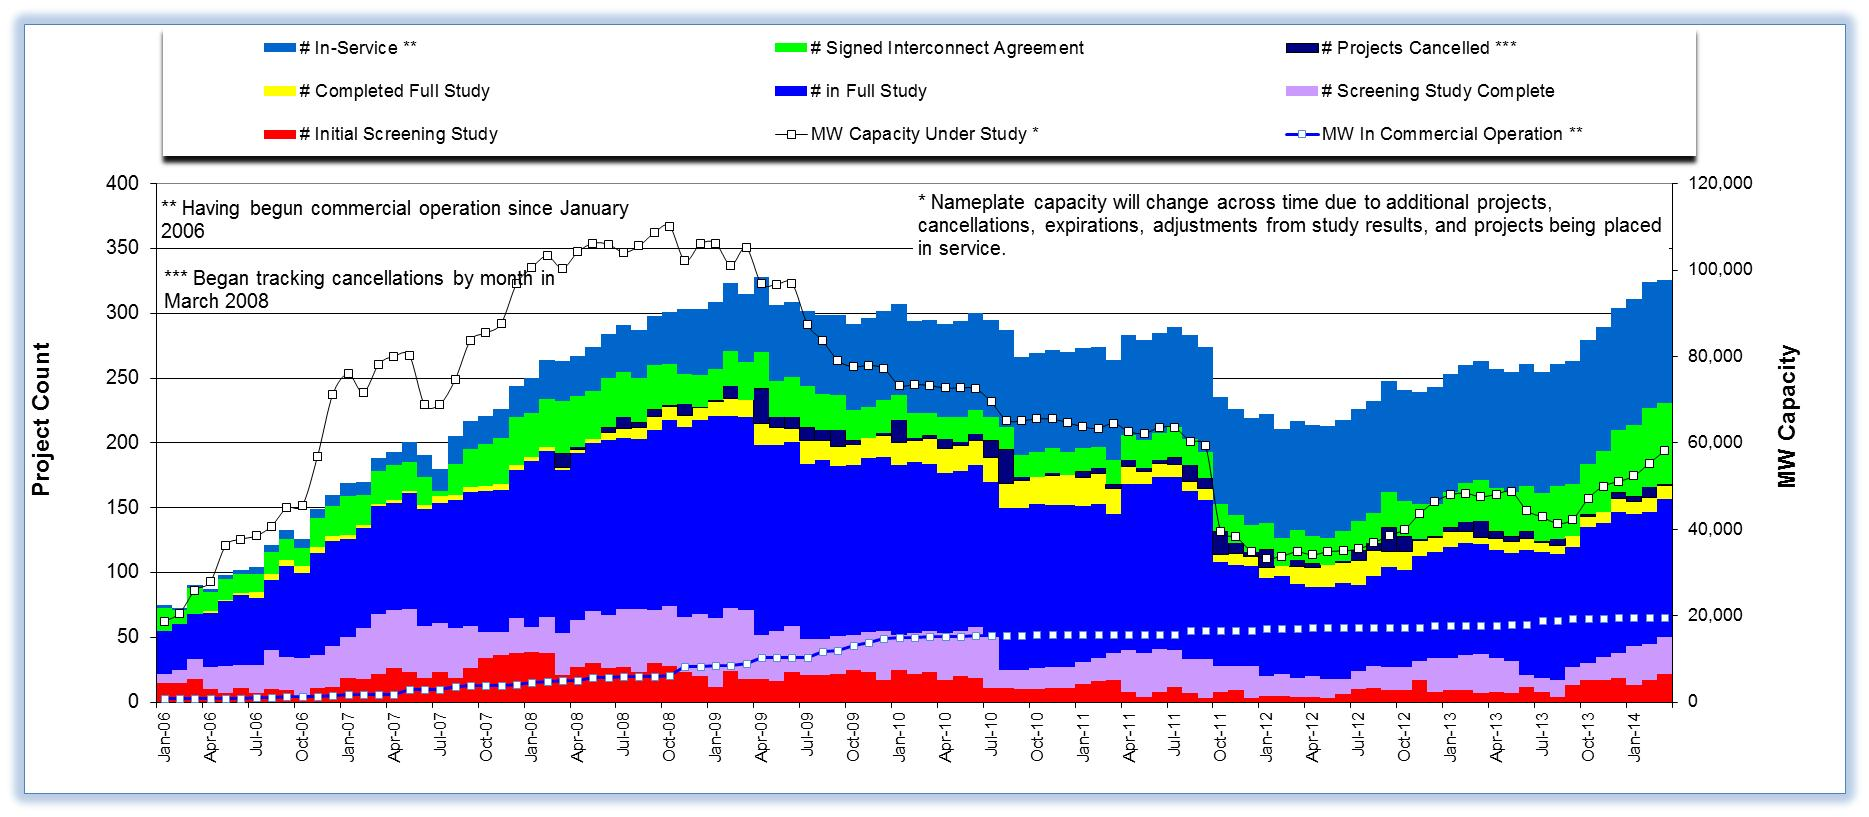 # In-Service **
# Signed Interconnect Agreement
# Projects Cancelled ***
# Completed Full Study
# in Full Study
# Screening Study Complete
# Initial Screening Study
MW Capacity Under Study *
MW In Commercial Operation **
** Having begun commercial operation since January
2006
*** Began tracking cancellations by month in
March 2008
* Nameplate capacity will change across time due to additional projects,
cancellations, expirations, adjustments from study results, and projects being placed
in service.
Project Count
400
350
300
250
200
150
100
50
0
MW Capacity
120,000
100,000
80,000
60,000
40,000
20,000
0
Jan-06
Apr-06
Jul-06
Oct-06
Jan-07
Apr-07
Jul-07
Oct-07
Jan-08
Apr-08
Jul-08
Oct-08
Jan-09
Apr-09
Jul-09
Oct-09
Jan-10
Apr-10
Jul-10
Oct-10
Jan-11
Apr-11
Jul-11
Oct-11
Jan-12
Apr-12
Jul-12
Oct-12
Jan-13
Apr-13
Jul-13
Oct-13
Jan-14